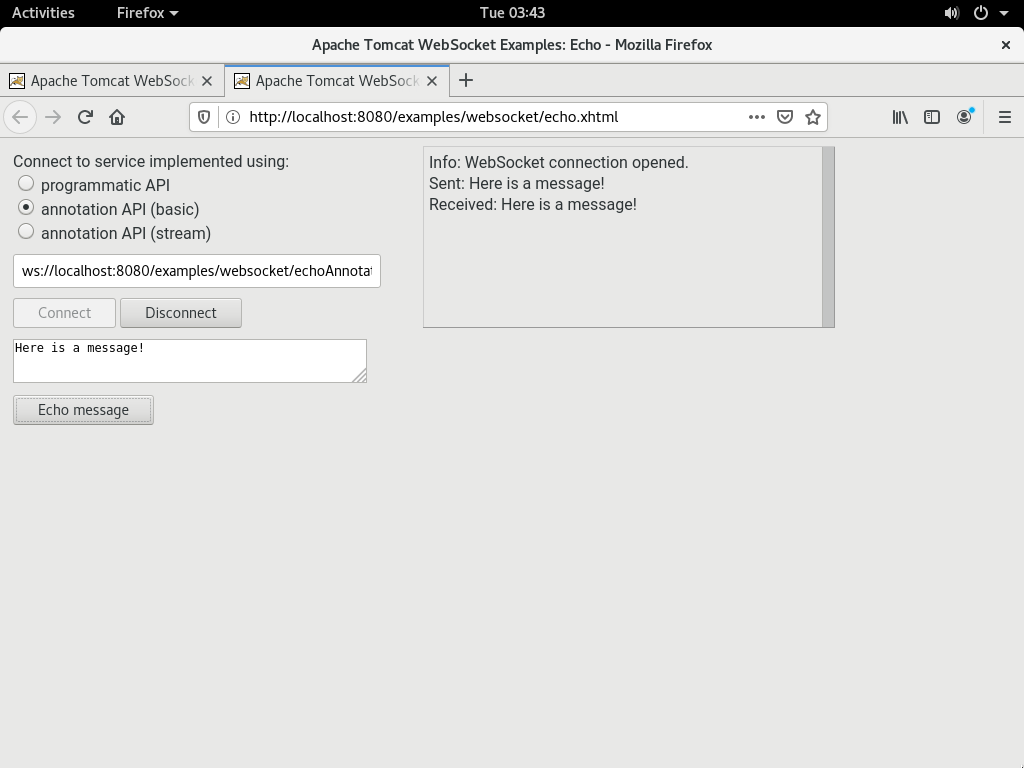 Activities Firefox Tue 03:43
Apache Tomcat WebSocket Examples: Echo - Mozilla Firefox
Apache Tomcat WebSock Apache Tomcat WebSock
http://localhost:8080/examples/websocket/echo.xhtml
Connect to service implemented using:
programmatic API
annotation API (basic)
annotation API (stream)
ws://localhost:8080/examples/websocket/echoAnnotat
Connect Disconnect
Here is a message!
Echo message
Info: WebSocket connection opened.
Sent: Here is a message!
Received: Here is a message!